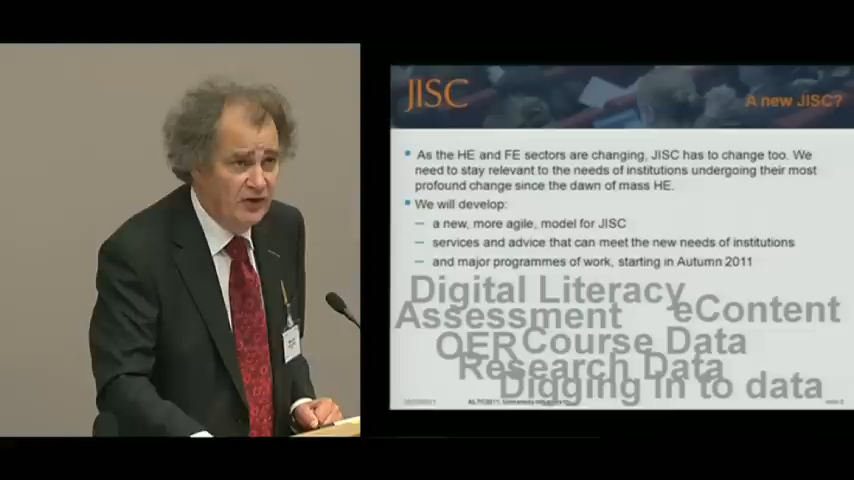 JISC
A new JISC?
As the HE and FE sectors are changing, JISC has to change too. We
need to stay relevant to the needs of institutions undergoing their most
profound change since the dawn of mass HE.
We will develop:
– a new, more agile, model for JISC
– services and advice that can meet the new needs of institutions
– and major programmes of work, starting in Autumn 2011
Digital Literacy
eContent
Assessment
OER
Course Data
Research Data
Digging in to data